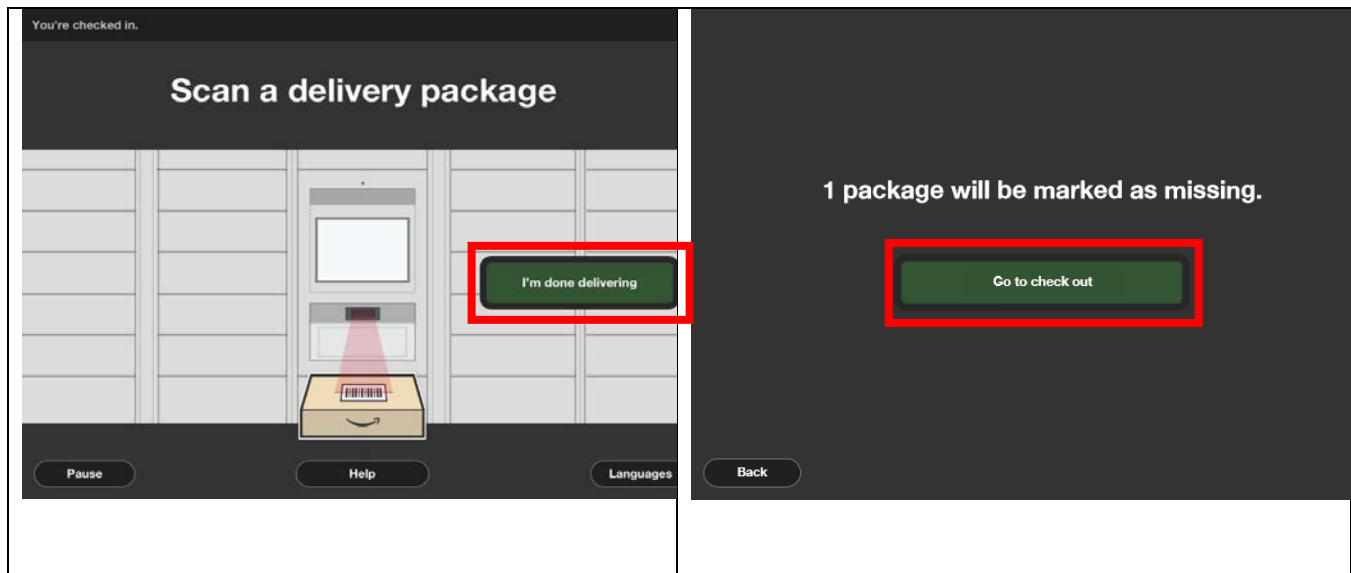 You're checked in.
Scan a delivery package
I'm done delivering
Pause
Help
Languages
1 package will be marked as missing.
Go to check out
Back